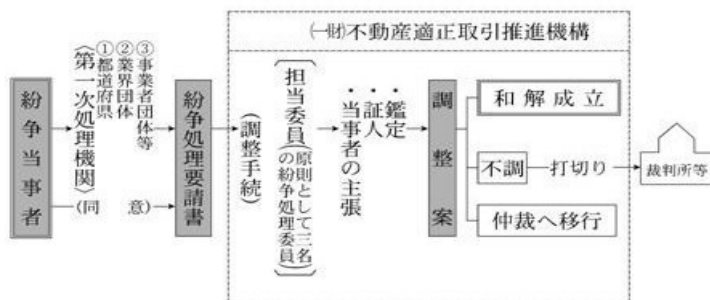 ㈠財)不動産適正取引推進機構
紛争当事者
①都道府県
②業界団体
③事業者団体等
〈第一次処理機関〉
(同　意)
紛争処理要請書
(調整手続)
担当委員(原則として三名の紛争処理委員)
・当事者の主張
・証人
・鑑定
調整案
和解成立
不調
打切り
仲裁へ移行
裁判所等